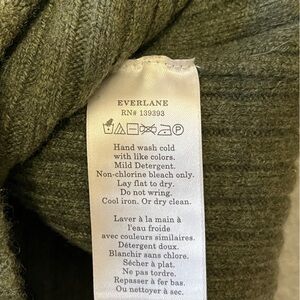 EVERLANE
RN# 139393
Hand wash cold
with like colors.
Mild Detergent.
Non-chlorine bleach only.
Lay flat to dry.
Do not wring.
Cool iron. Or dry clean.
Laver à la main à
l'eau froide
avec couleurs similaires.
Détergent doux.
Blanchir sans chlore.
Sécher à plat.
Ne pas tordre.
Repasser à fer bas.
Ou nettoyer à sec.